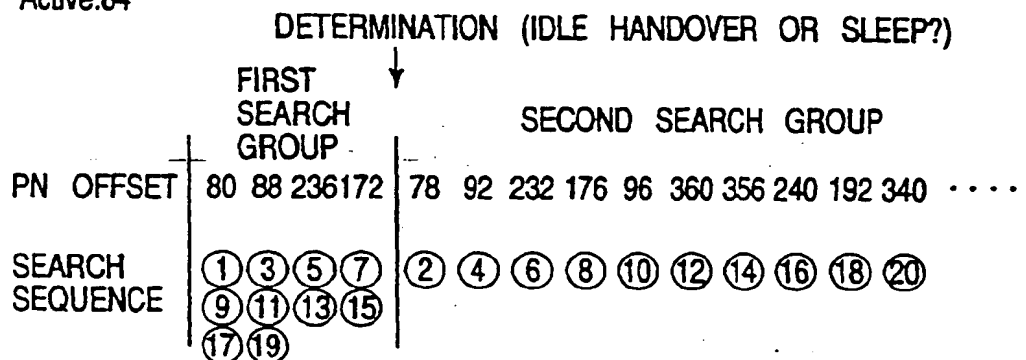 Active:84
DETERMINATION (IDLE HANDOVER OR SLEEP?)
FIRST
SEARCH
GROUP
SECOND SEARCH GROUP
PN OFFSET 80 88 236 172 78 92 232 176 96 360 356 240 192 340 ....
SEARCH
SEQUENCE
1 3 5 7 2 4 6 8 10 12 14 16 18 20
9 11 13 15
17 19